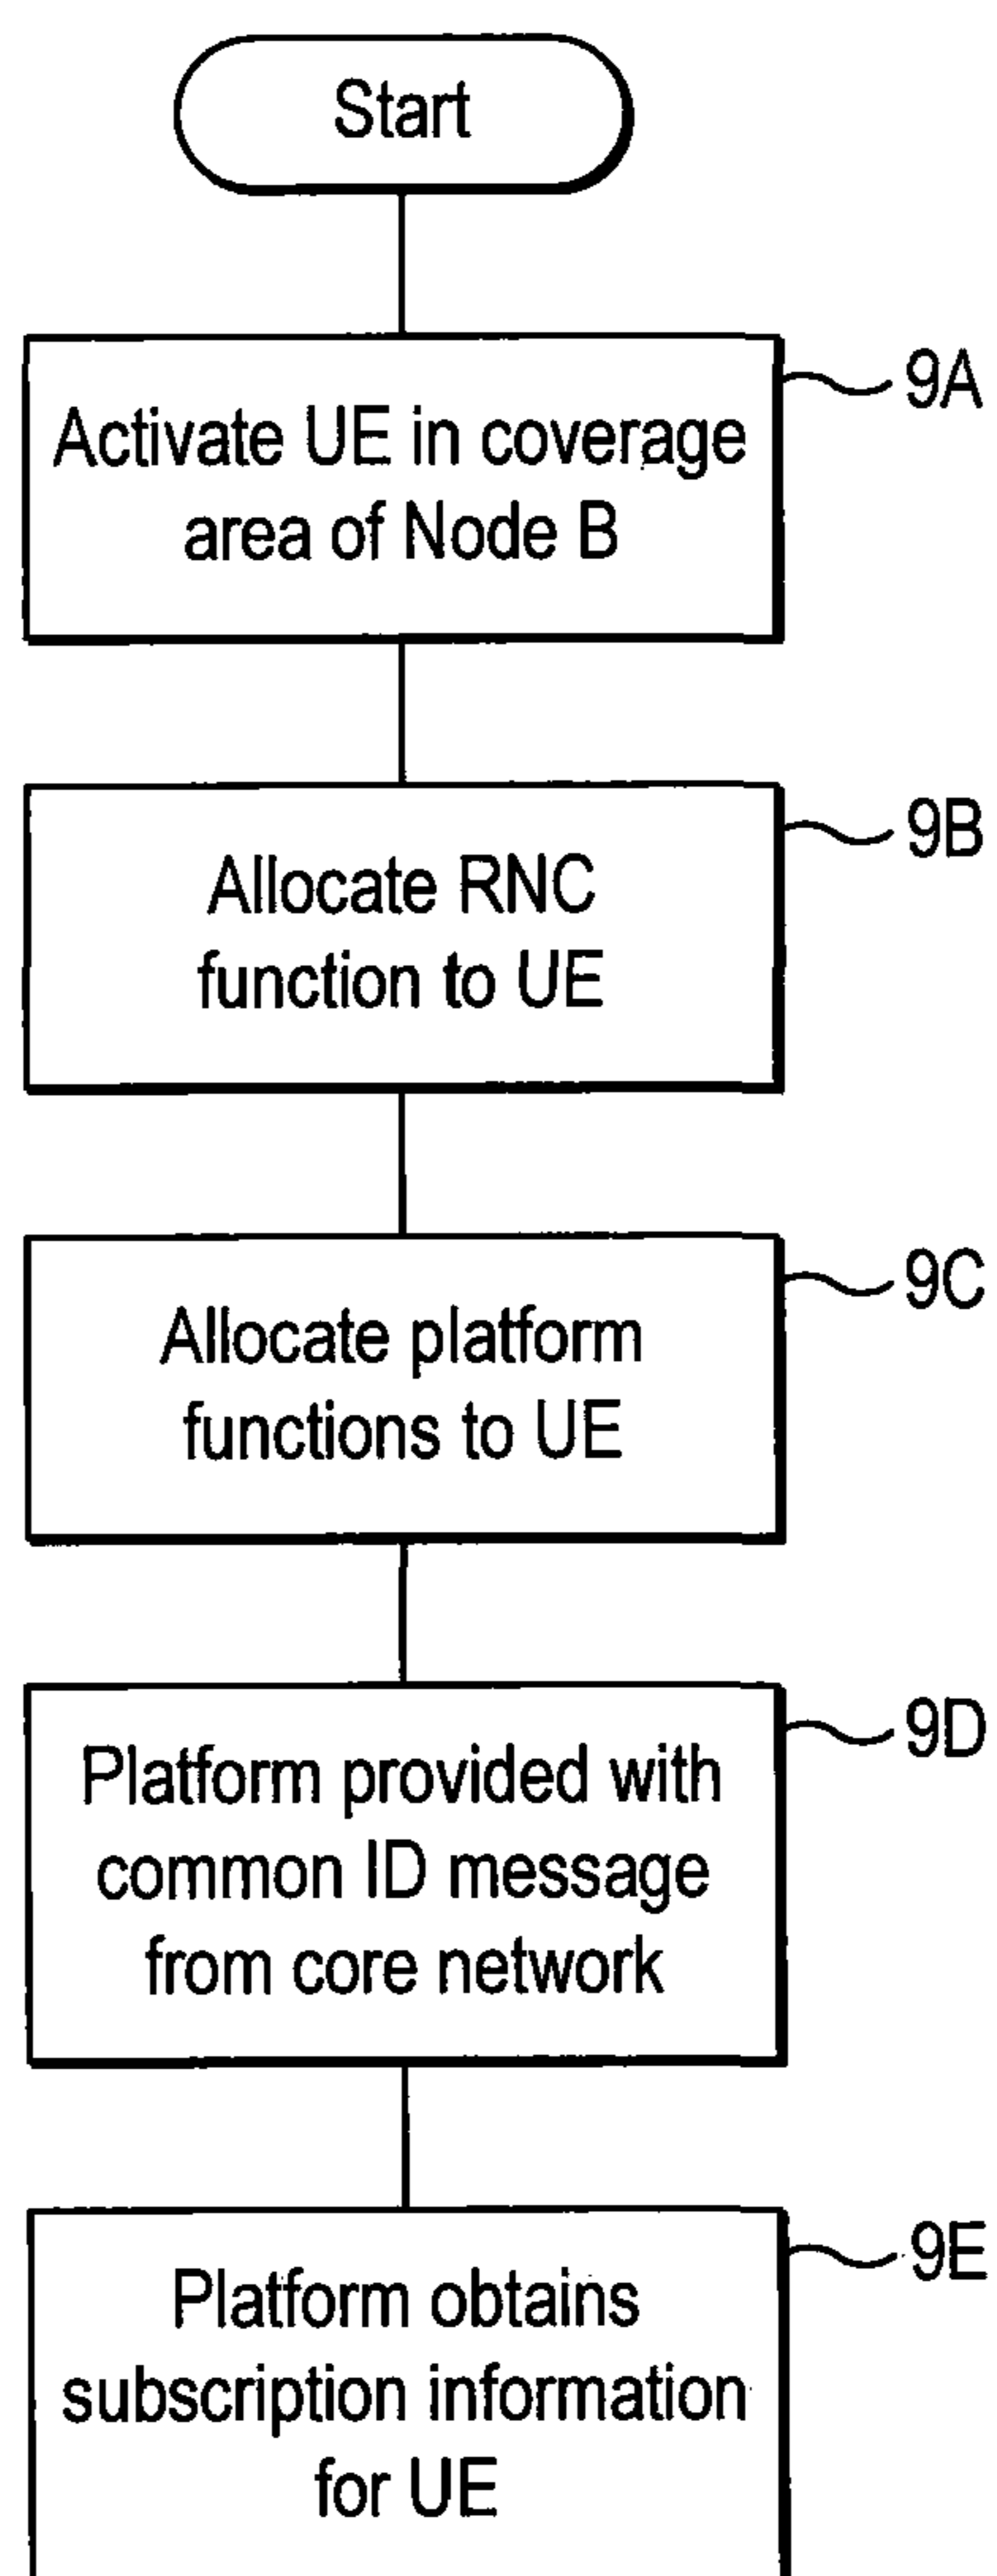 Start
Activate UE in coverage
area of Node B
9A
Allocate RNC
function to UE
9B
Allocate platform
functions to UE
9C
Platform provided with
common ID message
from core network
9D
Platform obtains
subscription information
for UE
9E